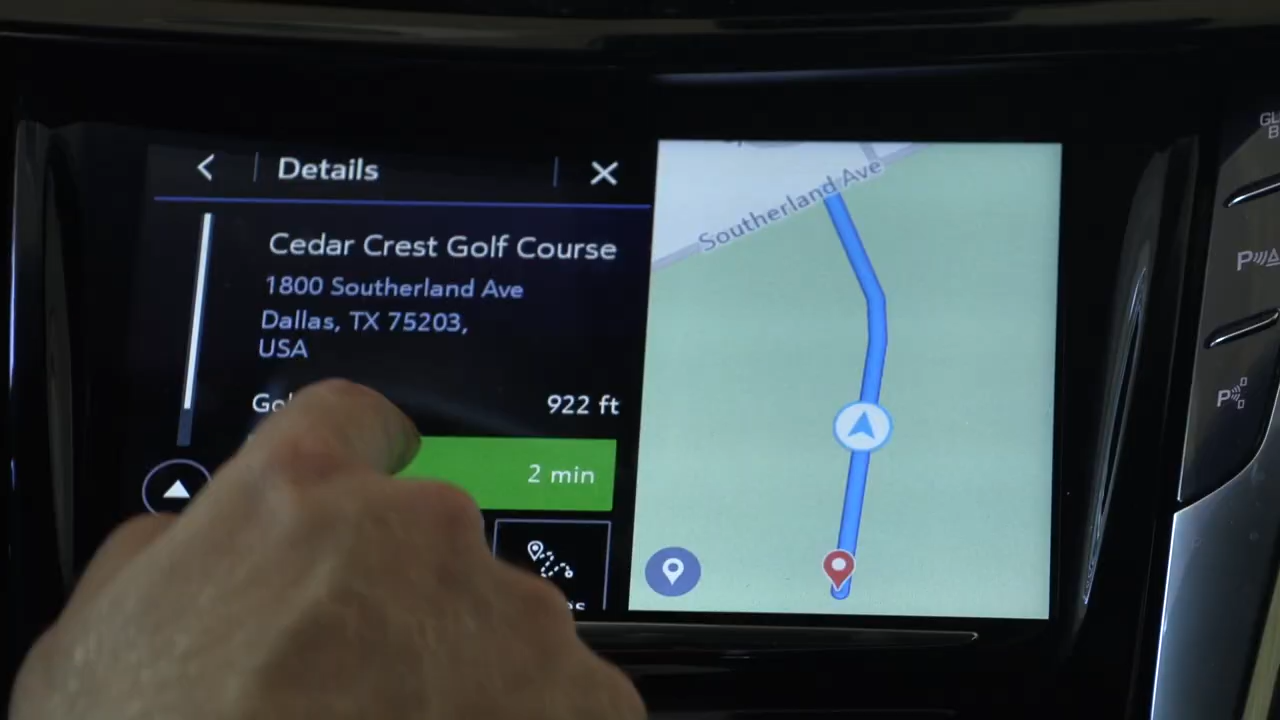 Details
Cedar Crest Golf Course
1800 Southerland Ave
Dallas, TX 75203,
USA
922 ft
2 min
Southerland Ave